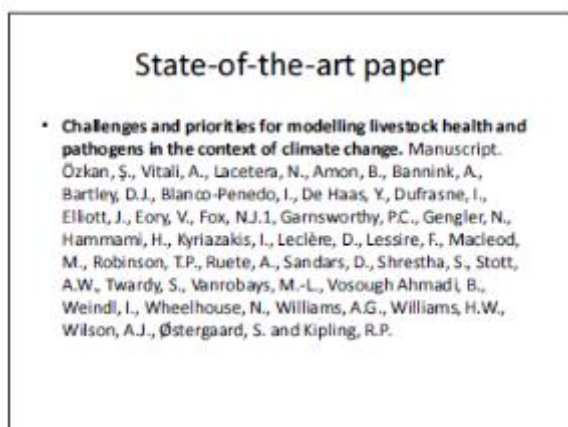 State-of-the-art paper
• Challenges and priorities for modelling livestock health and
pathogens in the context of climate change. Manuscript.
Özkan, Ş., Vitali, A., Lacetera, N., Amon, B., Bannink, A.,
Bartley, D.J., Blanco-Penedo, I., De Haas, Y., Dufrasne, I.,
Elliott, J., Eory, V., Fox, N.J.1, Garnsworthy, P.C., Gengler, N.,
Hammami, H., Kyriazakis, I., Leclère, D., Lessire, F., Macleod,
M., Robinson, T.P., Ruete, A., Sandars, D., Shrestha, S., Stott,
A.W., Twardy, S., Vanrobays, M.-L., Vosough Ahmadi, B.,
Weindl, I., Wheelhouse, N., Williams, A.G., Williams, H.W.,
Wilson, A.J., Østergaard, S. and Kipling, R.P.